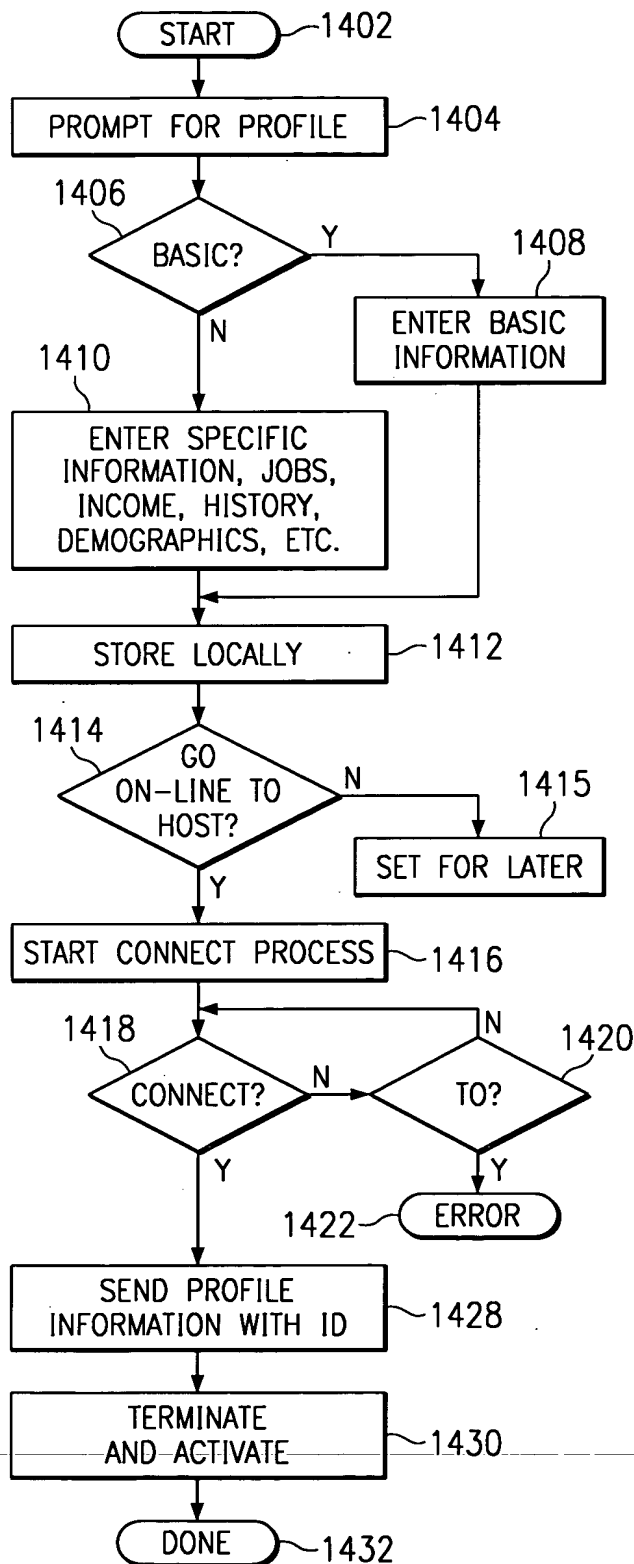 START
1402
PROMPT FOR PROFILE
1404
1406
BASIC?
Y
N
1408
ENTER BASIC
INFORMATION
1410
ENTER SPECIFIC
INFORMATION, JOBS,
INCOME, HISTORY,
DEMOGRAPHICS, ETC.
STORE LOCALLY
1412
1414
GO
ON-LINE TO
HOST?
N
Y
1415
SET FOR LATER
START CONNECT PROCESS
1416
1418
CONNECT?
N
Y
N
1420
TO?
Y
1422
ERROR
SEND PROFILE
INFORMATION WITH ID
1428
TERMINATE
AND ACTIVATE
1430
DONE
1432